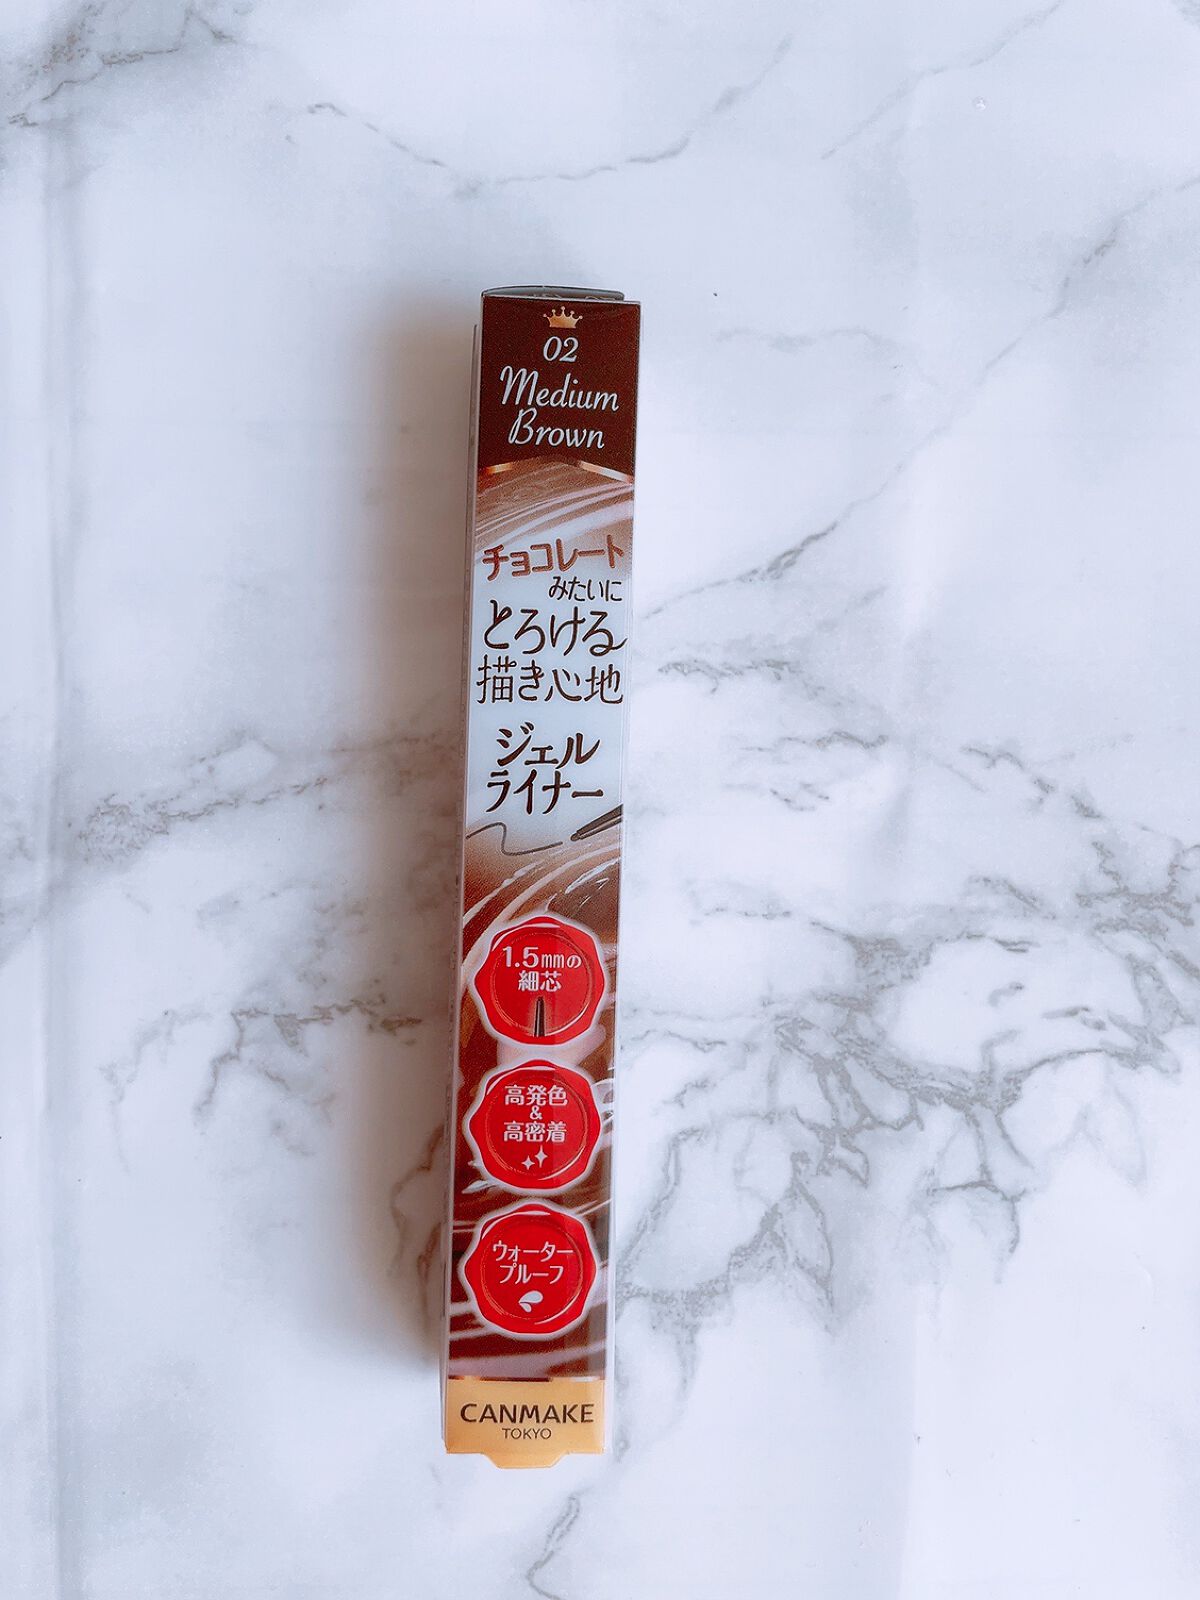 02
Medium
Brown
チョコレート
みたいに
とろける
描き心地
ジェル
ライナー
1.5mmの
細芯
高発色
&
高密着
ウォーター
プルーフ
CANMAKE
TOKYO